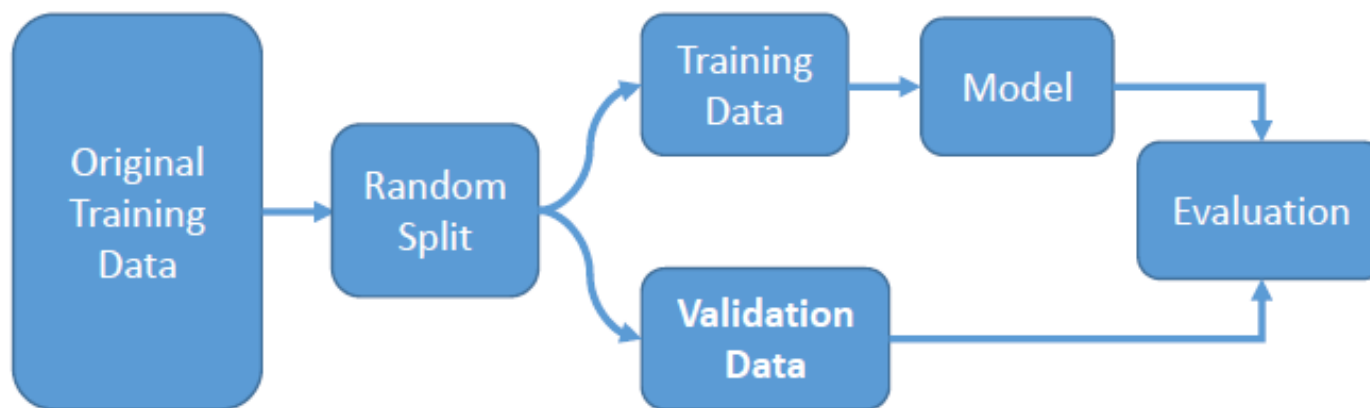 Original
Training
Data
Random
Split
Training
Data
Model
Validation
Data
Evaluation